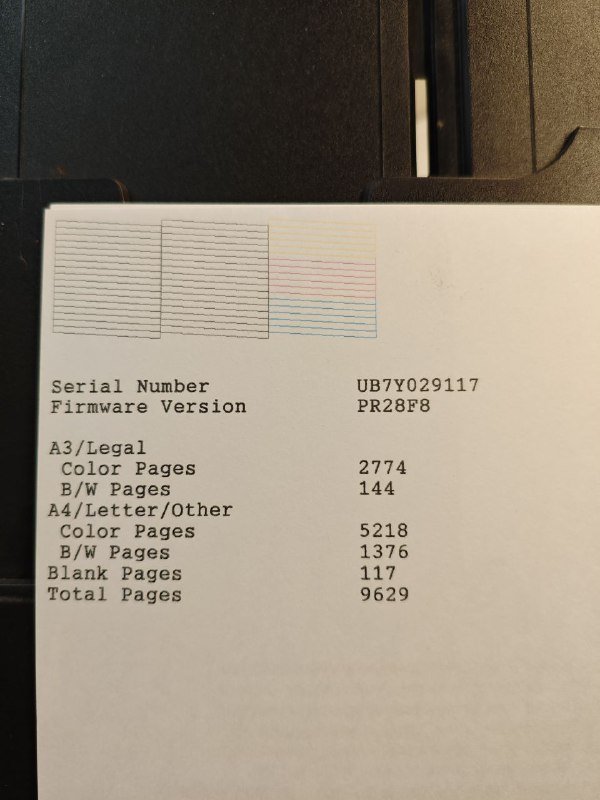 Serial Number UB7Y029117
Firmware Version PR28F8
A3/Legal
Color Pages 2774
B/W Pages 144
A4/Letter/Other
Color Pages 5218
B/W Pages 1376
Blank Pages 117
Total Pages 9629